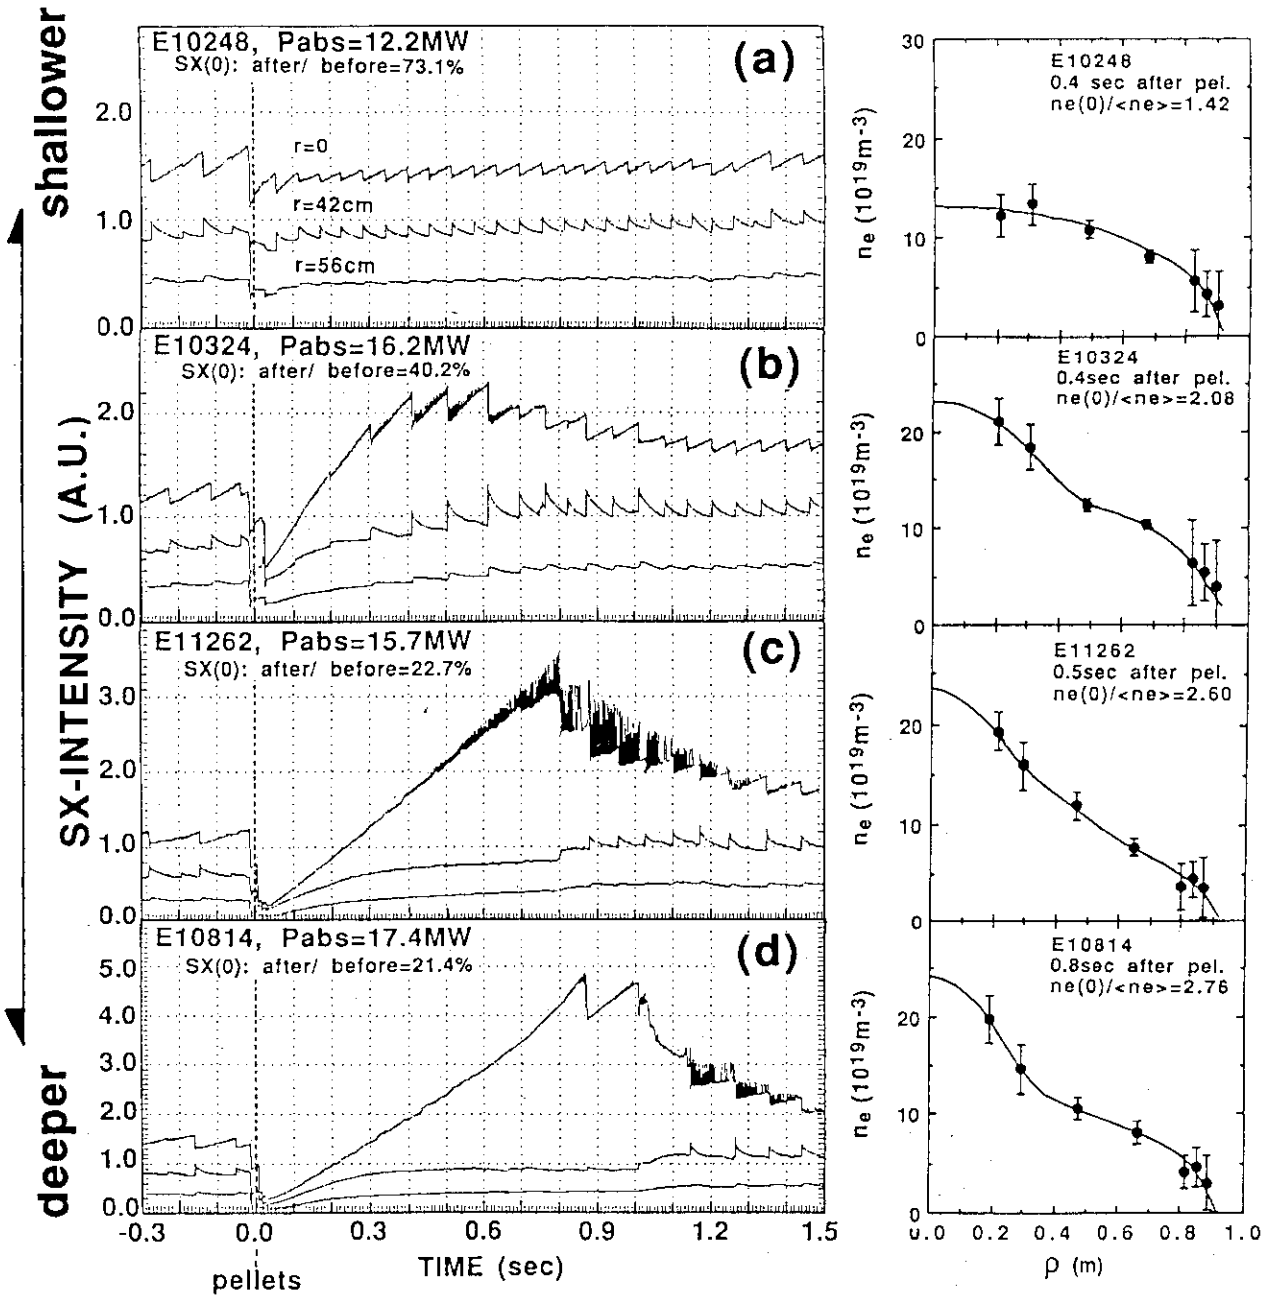 shallower
SX-INTENSITY (A.U.)
deeper
E10248, Pabs=12.2MW
SX(0): after/ before=73.1%
(a)
2.0
1.0
0.0
r=0
r=42cm
r=56cm
E10324, Pabs=16.2MW
SX(0): after/ before=40.2%
(b)
2.0
1.0
0.0
E11262, Pabs=15.7MW
SX(0): after/ before=22.7%
(c)
3.0
2.0
1.0
0.0
E10814, Pabs=17.4MW
SX(0): after/ before=21.4%
(d)
5.0
4.0
3.0
2.0
1.0
0.0
-0.3 0.0 0.3 0.6 0.9 1.2 1.5
TIME (sec)
pellets
30
20
10
0
ne (10^19m-3)
E10248
0.4 sec after pel.
ne(0)/<ne>=1.42
20
10
0
ne (10^19m-3)
E10324
0.4sec after pel.
ne(0)/<ne>=2.08
20
10
0
ne (10^19m-3)
E11262
0.5sec after pel.
ne(0)/<ne>=2.60
20
10
0
ne (10^19m-3)
E10814
0.8sec after pel.
ne(0)/<ne>=2.76
0.0 0.2 0.4 0.6 0.8 1.0
ρ (m)